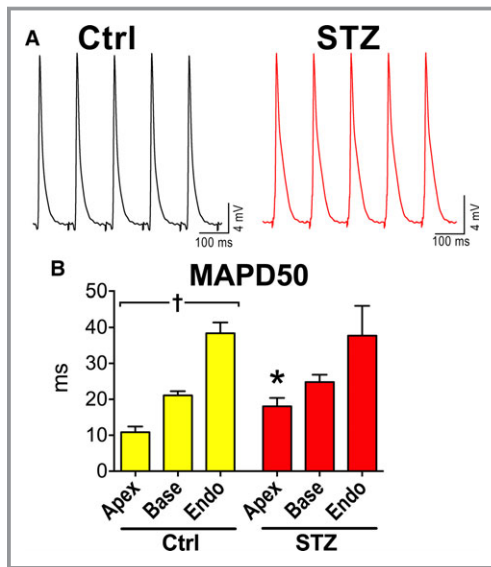 A Ctrl STZ
4 mV 4 mV
100 ms 100 ms
B MAPD50
50
†
40
ms
30
*
20
10
0
Apex Base Endo Apex Base Endo
Ctrl STZ